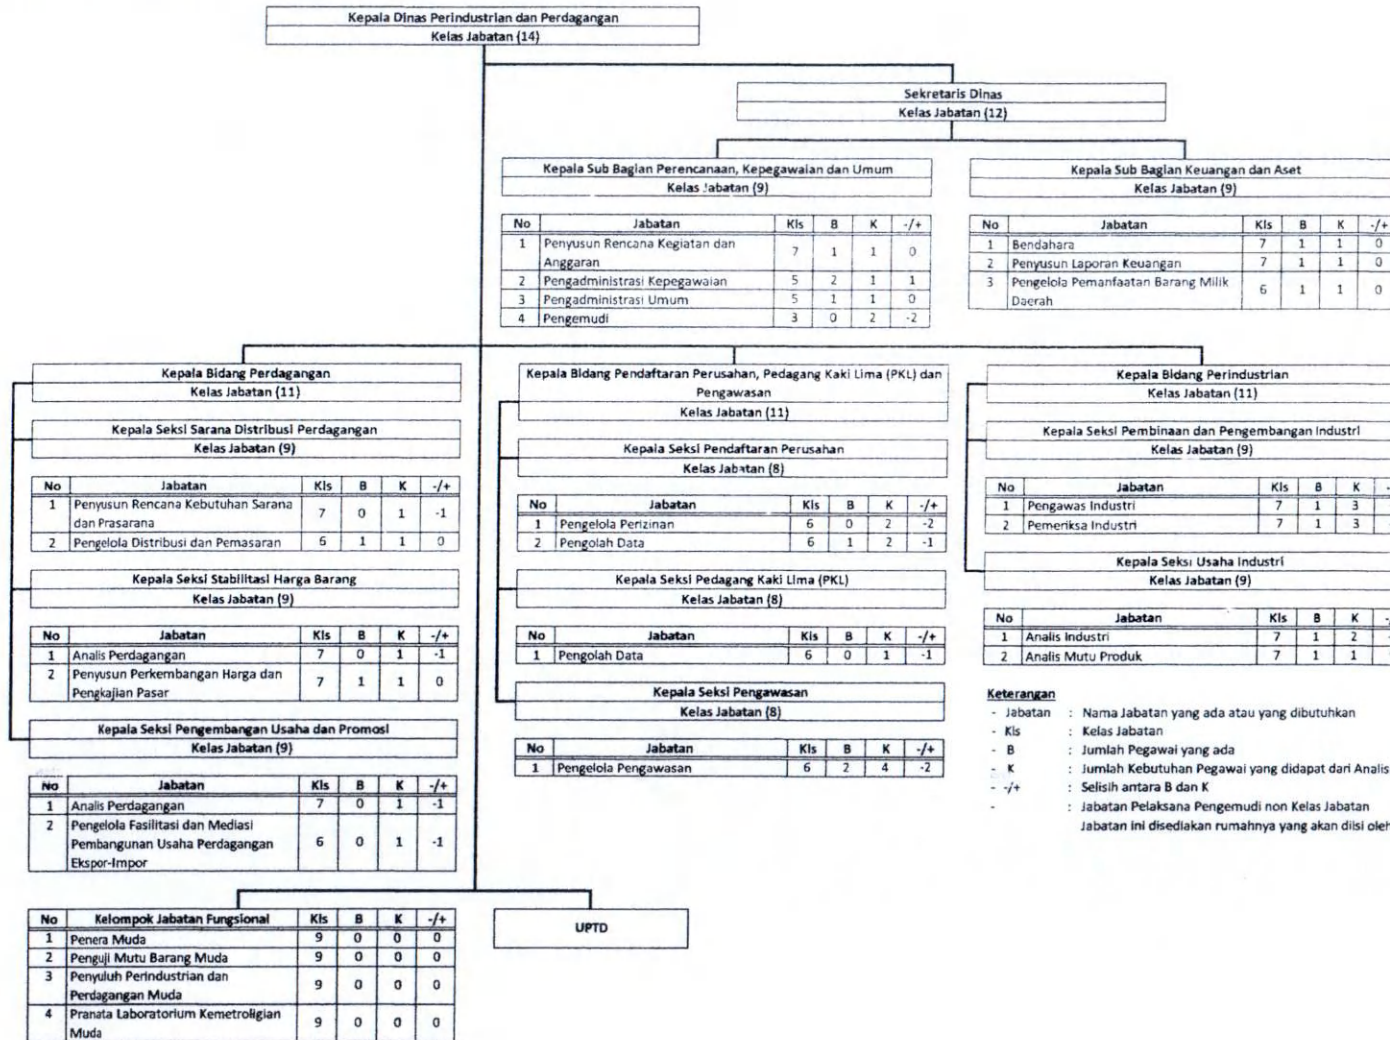 Kepala Dinas Perindustrian dan Perdagangan
Kelas Jabatan (14)
Sekretaris Dinas
Kelas Jabatan (12)
Kepala Sub Bagian Perencanaan, Kepegawaian dan Umum
Kelas Jabatan (9)
No Jabatan Kls B K -/+
1 Penyusun Rencana Kegiatan dan
Anggaran 7 1 1 0
2 Pengadministrasi Kepegawaian 5 2 1 1
3 Pengadministrasi Umum 5 1 1 0
4 Pengemudi 3 0 2 -2
Kepala Sub Bagian Keuangan dan Aset
Kelas Jabatan (9)
No Jabatan Kls B K -/+
1 Bendahara 7 1 1 0
2 Penyusun Laporan Keuangan 7 1 1 0
3 Pengelola Pemanfaatan Barang Milik
Daerah 6 1 1 0
Kepala Bidang Perdagangan
Kelas Jabatan (11)
Kepala Seksi Sarana Distribusi Perdagangan
Kelas Jabatan (9)
No Jabatan Kls B K -/+
1 Penyusun Rencana Kebutuhan Sarana
dan Prasarana 7 0 1 -1
2 Pengelola Distribusi dan Pemasaran 6 1 1 0
Kepala Seksi Stabilitasi Harga Barang
Kelas Jabatan (9)
No Jabatan Kls B K -/+
1 Analis Perdagangan 7 0 1 -1
2 Penyusun Perkembangan Harga dan
Pengkajian Pasar 7 1 1 0
Kepala Seksi Pengembangan Usaha dan Promosi
Kelas Jabatan (9)
No Jabatan Kls B K -/+
1 Analis Perdagangan 7 0 1 -1
2 Pengelola Fasilitasi dan Mediasi
Pembangunan Usaha Perdagangan
Ekspor-Impor 6 0 1 -1
Kepala Bidang Pendaftaran Perusahan, Pedagang Kaki Lima (PKL) dan
Pengawasan
Kelas Jabatan (11)
Kepala Seksi Pendaftaran Perusahan
Kelas Jabatan (8)
No Jabatan Kls B K -/+
1 Pengelola Perizinan 6 0 2 -2
2 Pengolah Data 6 1 2 -1
Kepala Seksi Pedagang Kaki Lima (PKL)
Kelas Jabatan (8)
No Jabatan Kls B K -/+
1 Pengolah Data 6 0 1 -1
Kepala Seksi Pengawasan
Kelas Jabatan (8)
No Jabatan Kls B K -/+
1 Pengelola Pengawasan 6 2 4 -2
Kepala Bidang Perindustrian
Kelas Jabatan (11)
Kepala Seksi Pembinaan dan Pengembangan Industri
Kelas Jabatan (9)
No Jabatan Kls B K
1 Pengawas Industri 7 1 3
2 Pemeriksa Industri 7 1 3
Kepala Seksi Usaha Industri
Kelas Jabatan (9)
No Jabatan Kls B K
1 Analis Industri 7 1 2
2 Analis Mutu Produk 7 1 1
Keterangan
- Jabatan : Nama Jabatan yang ada atau yang dibutuhkan
- Kls : Kelas Jabatan
- B : Jumlah Pegawai yang ada
- K : Jumlah Kebutuhan Pegawai yang didapat dari Analis
- -/+ : Selisih antara B dan K
- : Jabatan Pelaksana Pengemudi non Kelas Jabatan
Jabatan ini disediakan rumahnya yang akan diisi oleh
No Kelompok Jabatan Fungsional Kls B K -/+
1 Penera Muda 9 0 0 0
2 Penguji Mutu Barang Muda 9 0 0 0
3 Penyuluh Perindustrian dan
Perdagangan Muda 9 0 0 0
4 Pranata Laboratorium Kemetroligian
Muda 9 0 0 0
UPTD